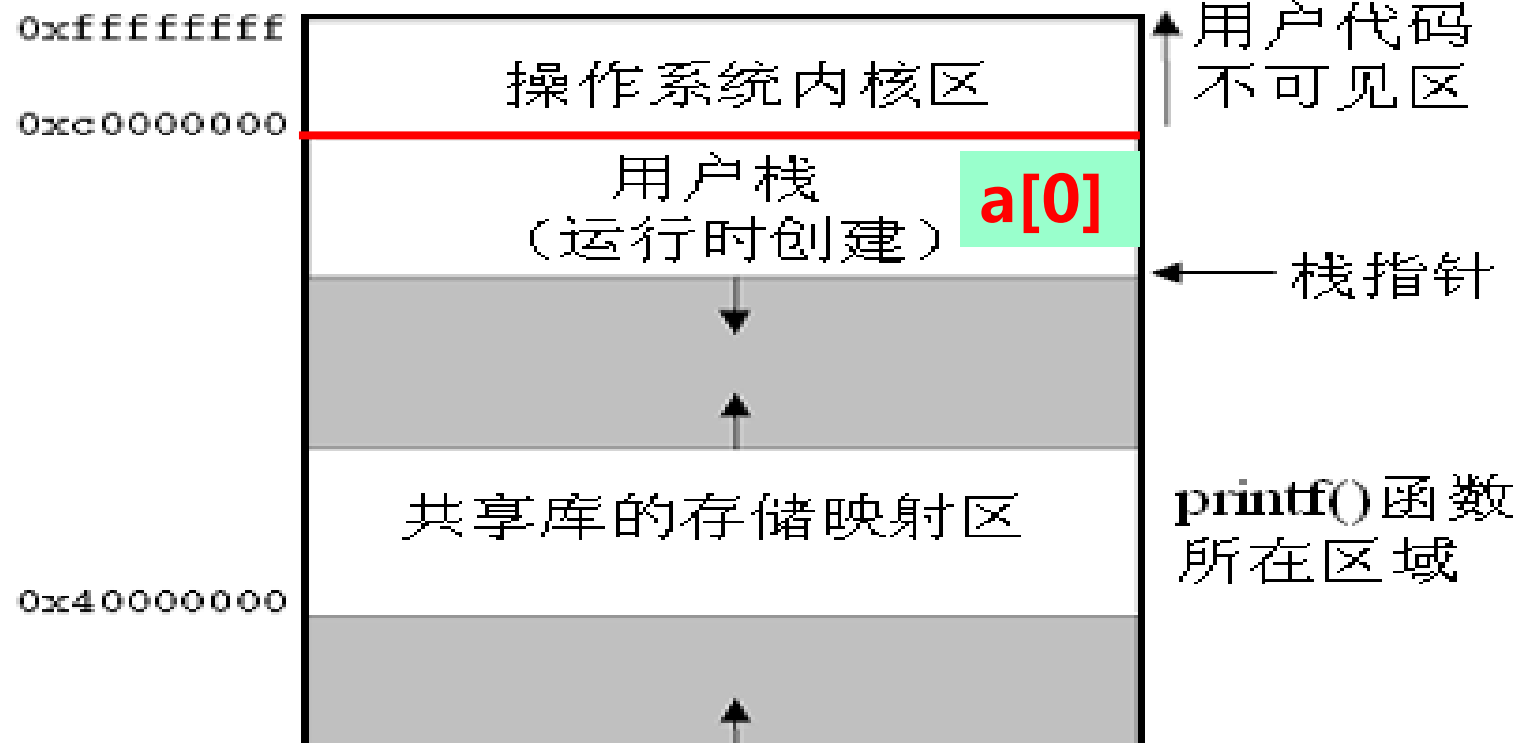 0xffffffff
用户代码
不可见区
操作系统内核区
0xc0000000
用户栈
a[0]
（运行时创建）
栈指针
共享库的存储映射区
printf()函数
所在区域
0x40000000